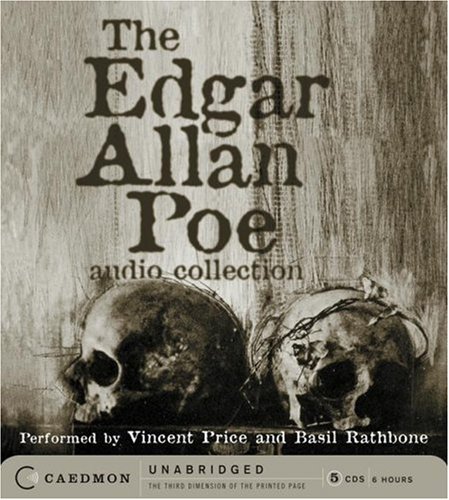 The
Edgar
Allan
Poe
audio collection
Performed by Vincent Price and Basil Rathbone
CAEDMON
UNABRIDGED
THE THIRD DIMENSION OF THE PRINTED PAGE
5 CDS | 6 HOURS